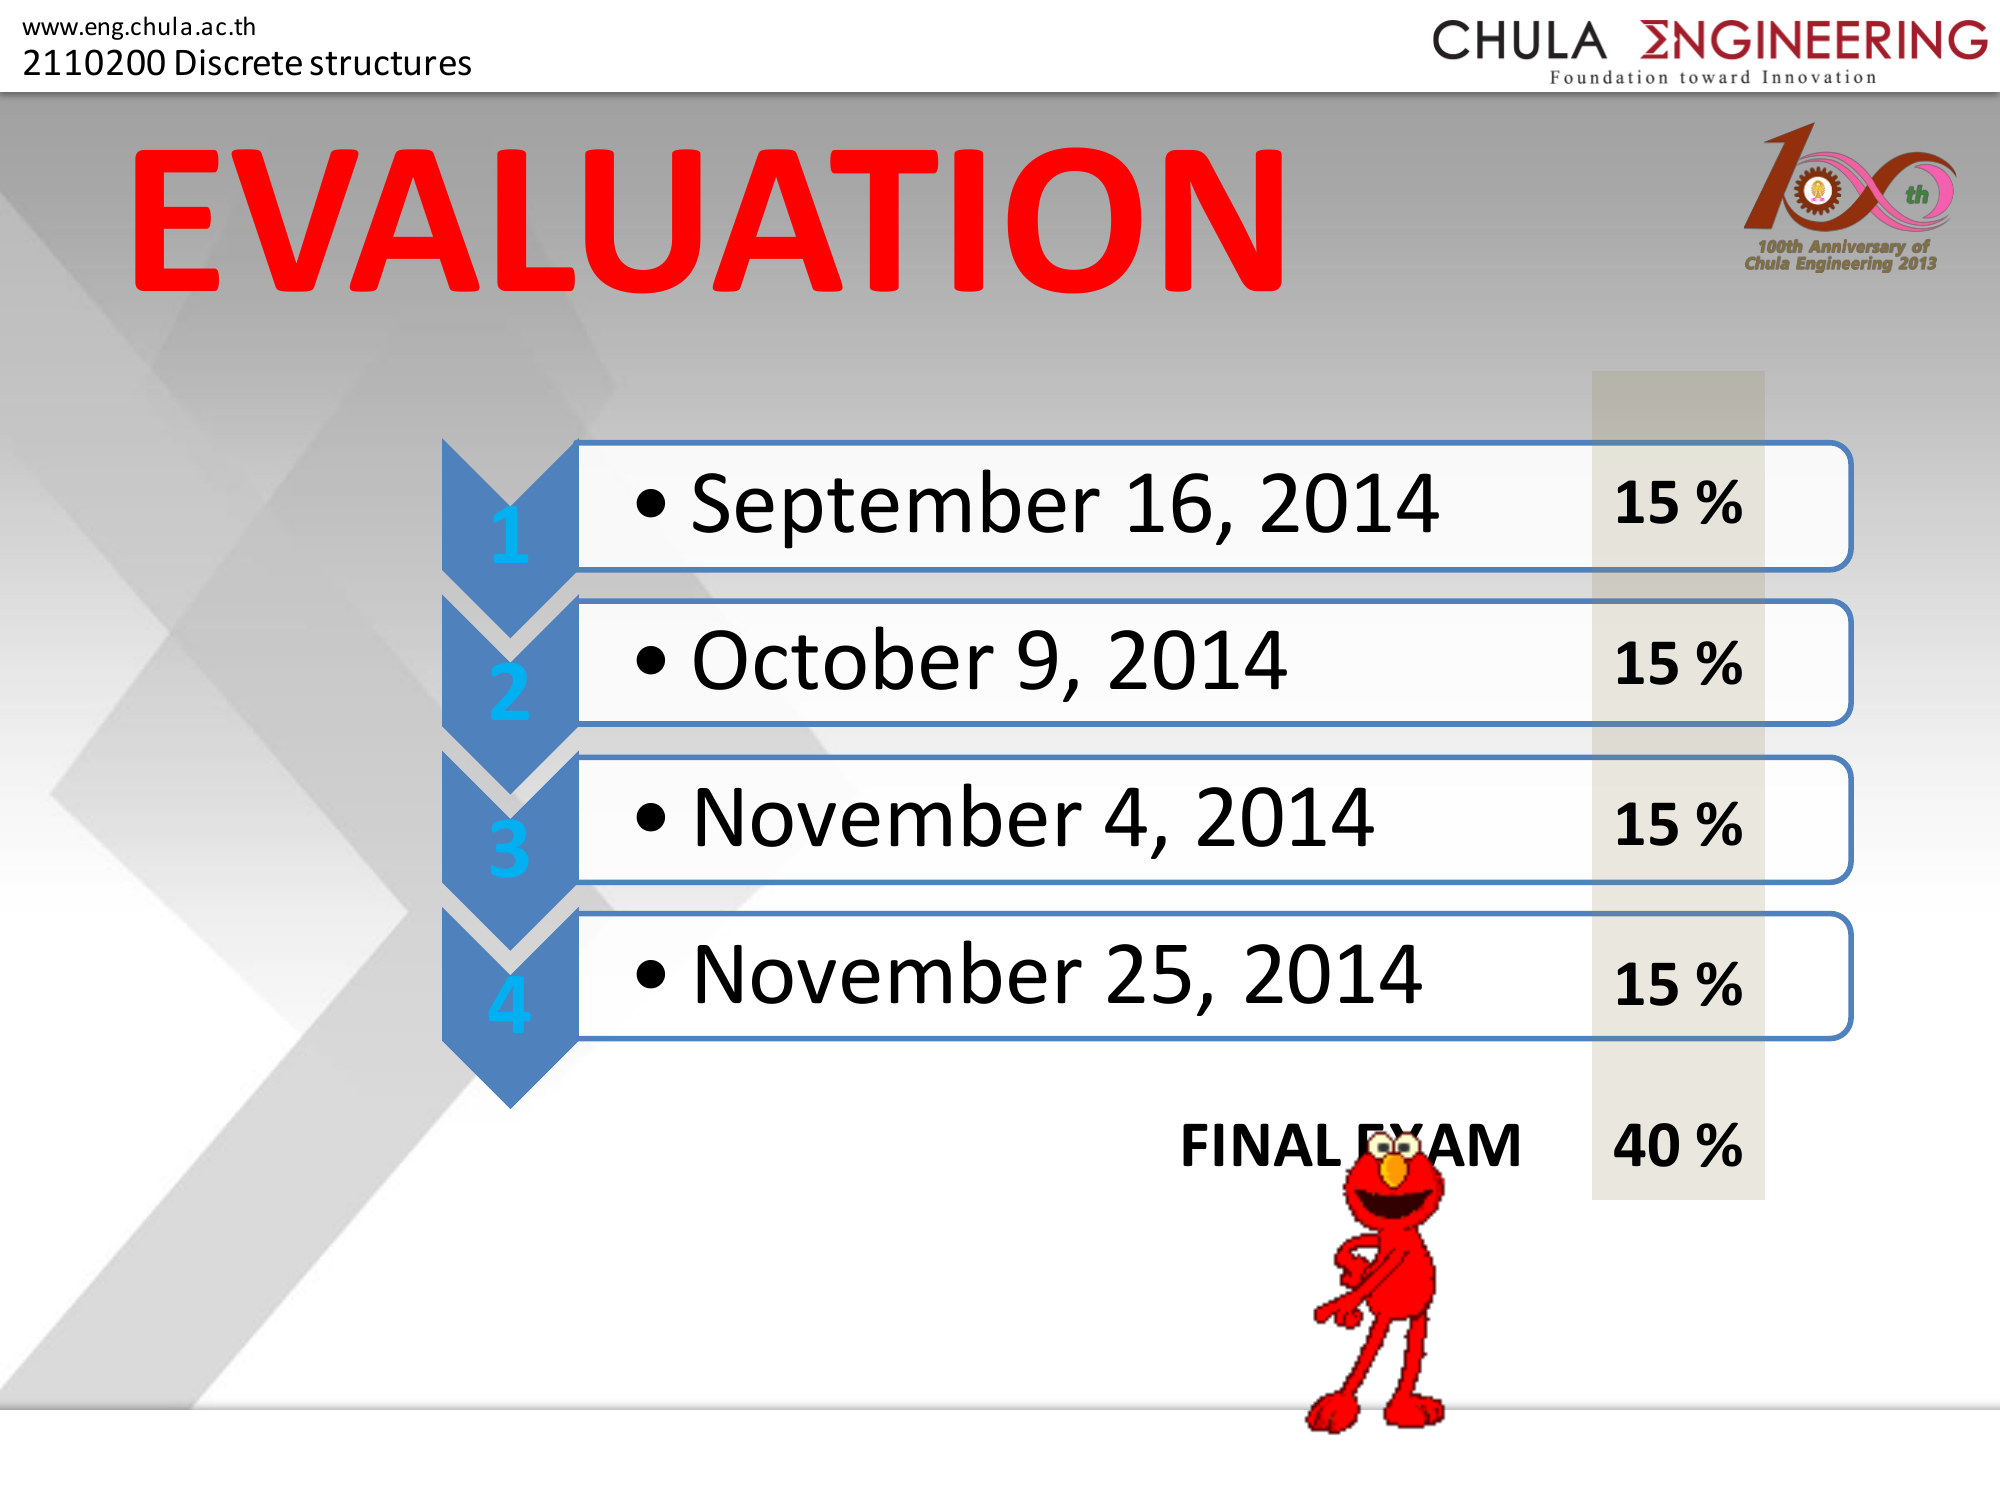 www.eng.chula.ac.th
2110200 Discrete structures
CHULA ΣNGINEERING
Foundation toward Innovation
EVALUATION
100th
100th Anniversary of
Chula Engineering 2013
1 • September 16, 2014 15 %
2 • October 9, 2014 15 %
3 • November 4, 2014 15 %
4 • November 25, 2014 15 %
FINAL EXAM 40 %